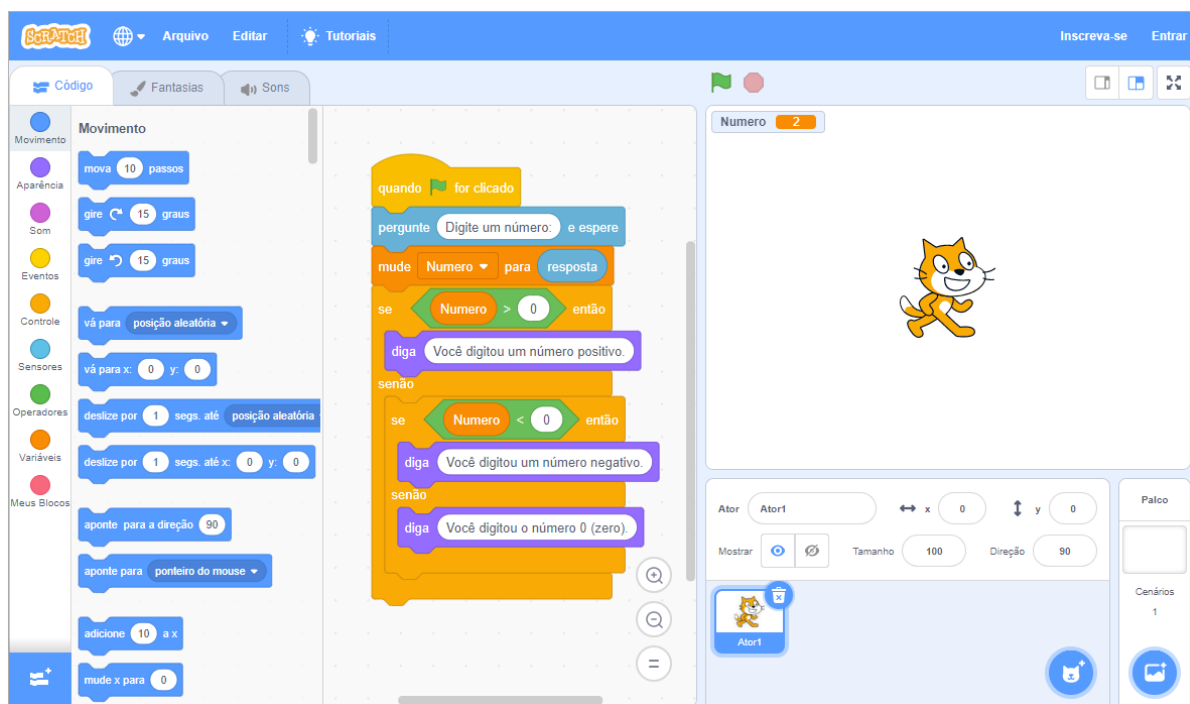 SCRATCH Arquivo Editar Tutoriais Inscreva-se Entrar
Código Fantasias Sons
Movimento
Aparência
Som
Eventos
Controle
Sensores
Operadores
Variáveis
Meus Blocos
Movimento
mova 10 passos
gire 15 graus
gire 15 graus
vá para posição aleatória
vá para x: 0 y: 0
deslize por 1 segs. até posição aleatória
deslize por 1 segs. até x: 0 y: 0
aponte para a direção 90
aponte para ponteiro do mouse
adicione 10 a x
mude x para 0
quando for clicado
pergunte Digite um número: e espere
mude Numero para resposta
se Numero > 0 então
diga Você digitou um número positivo.
senão
se Numero < 0 então
diga Você digitou um número negativo.
senão
diga Você digitou o número 0 (zero).
Numero 2
Ator Ator1 x 0 y 0
Mostrar Tamanho 100 Direção 90
Ator1
Palco
Cenários
1